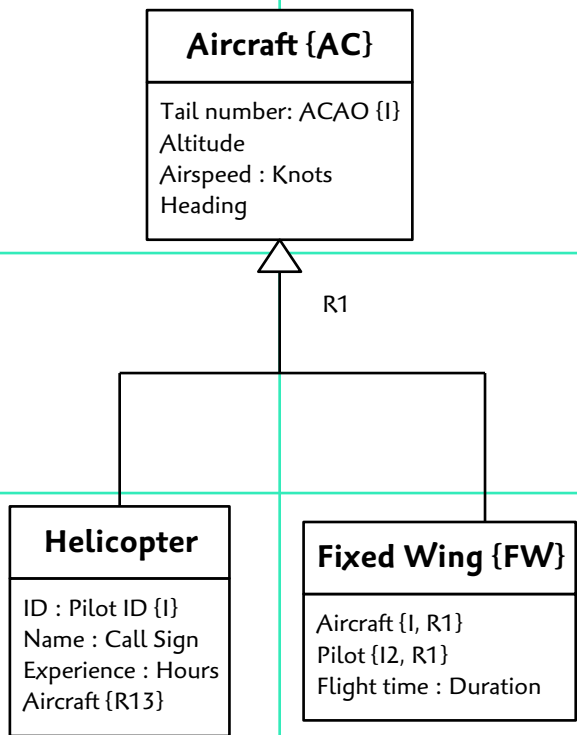 Aircraft {AC}
Tail number: ACAO {I}
Altitude
Airspeed : Knots
Heading
R1
Helicopter
ID : Pilot ID {I}
Name : Call Sign
Experience : Hours
Aircraft {R13}
Fixed Wing {FW}
Aircraft {I, R1}
Pilot {I2, R1}
Flight time : Duration